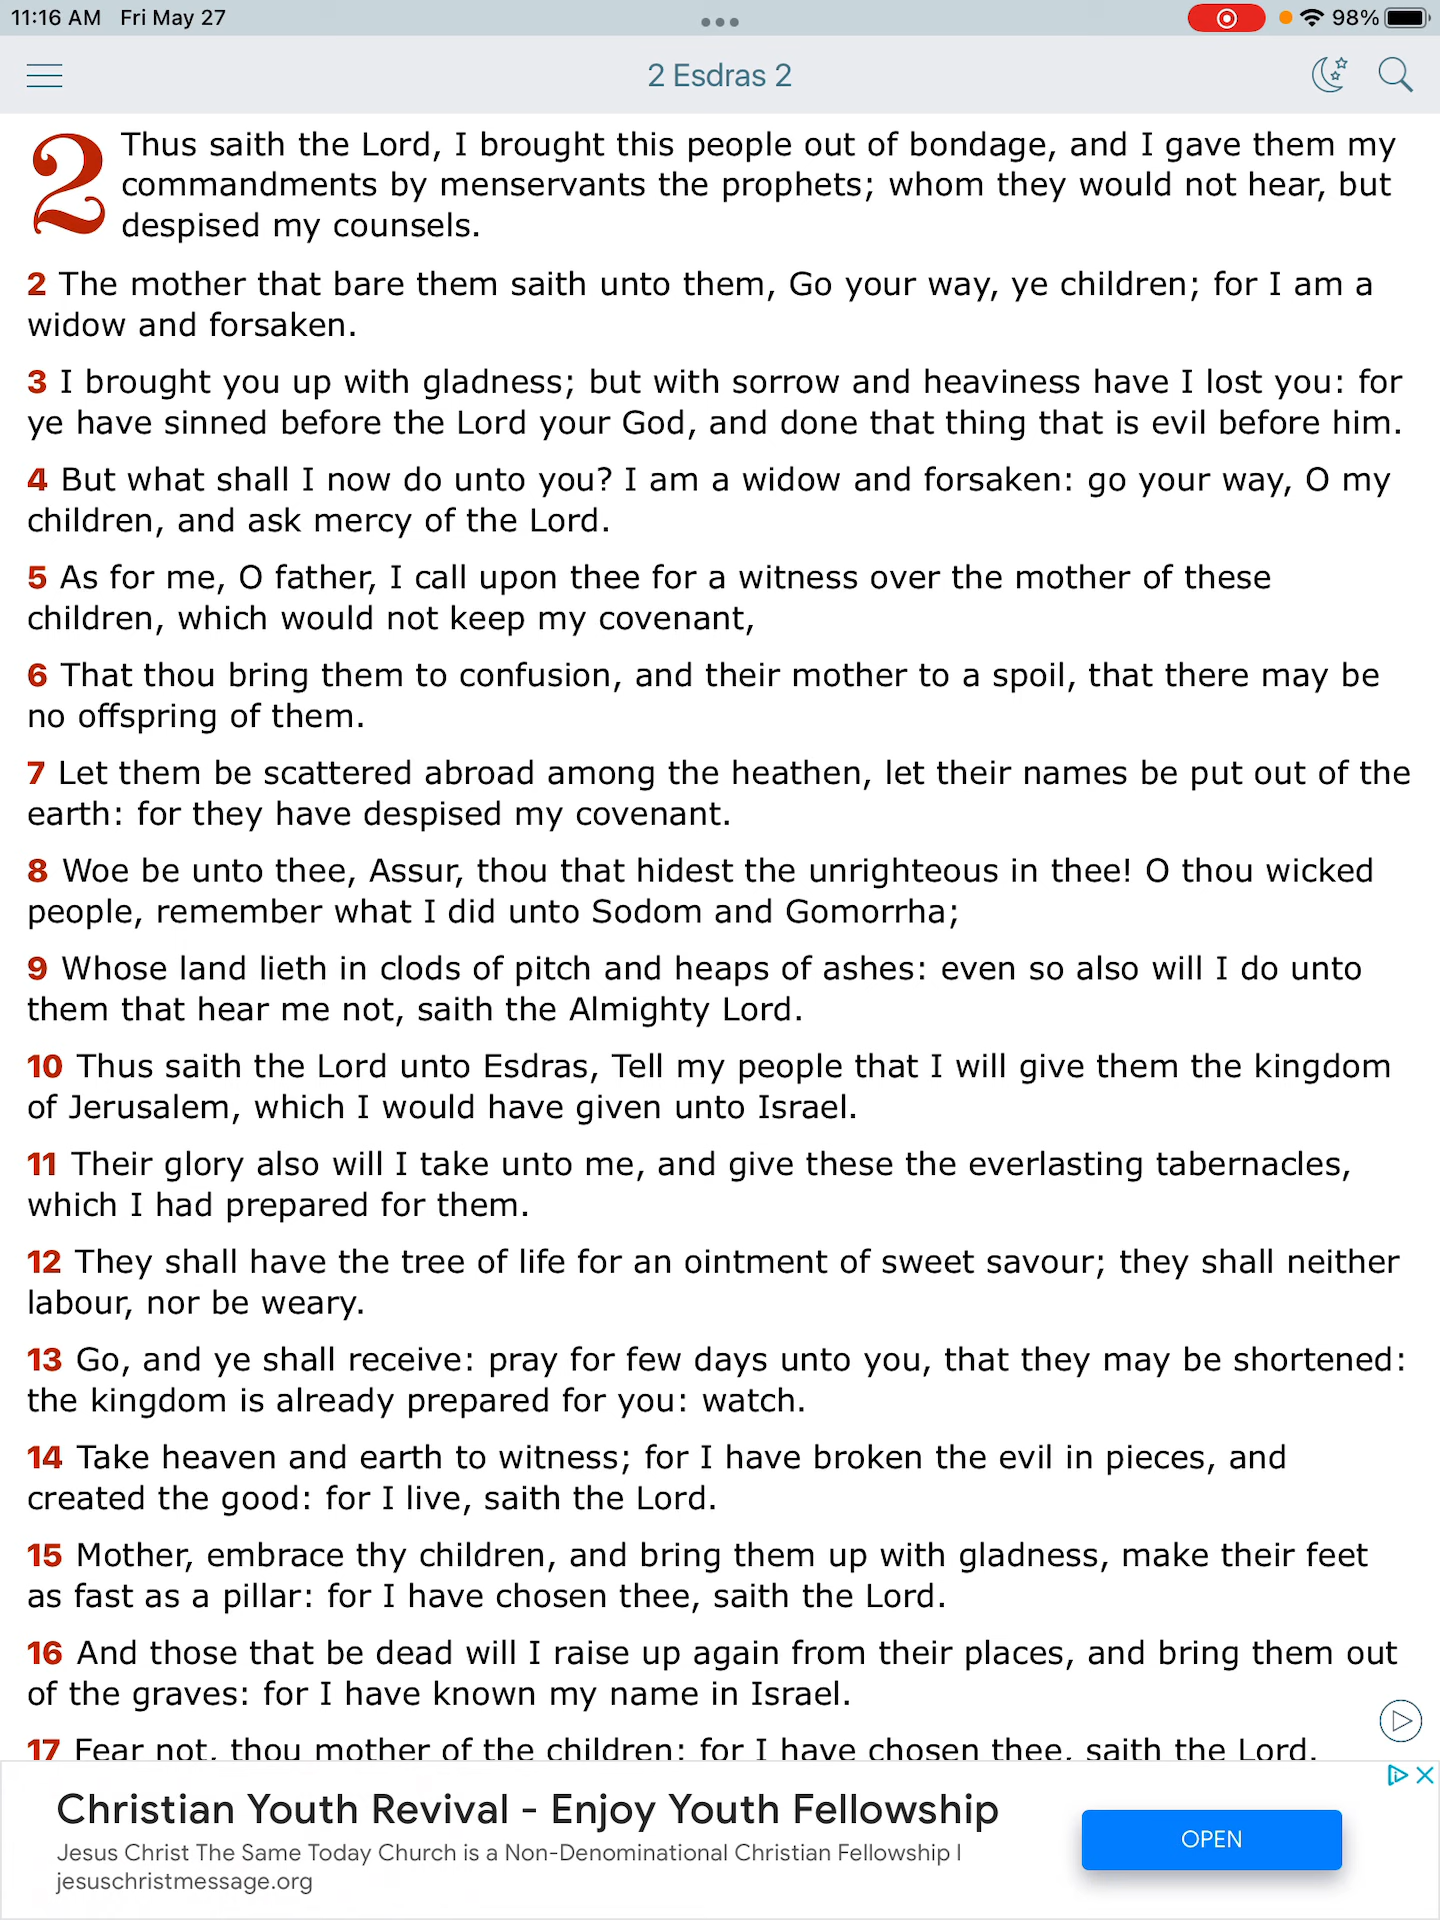 11:16 AM Fri May 27
98%
2 Esdras 2
2 Thus saith the Lord, I brought this people out of bondage, and I gave them my
commandments by menservants the prophets; whom they would not hear, but
despised my counsels.
2 The mother that bare them saith unto them, Go your way, ye children; for I am a
widow and forsaken.
3 I brought you up with gladness; but with sorrow and heaviness have I lost you: for
ye have sinned before the Lord your God, and done that thing that is evil before him.
4 But what shall I now do unto you? I am a widow and forsaken: go your way, O my
children, and ask mercy of the Lord.
5 As for me, O father, I call upon thee for a witness over the mother of these
children, which would not keep my covenant,
6 That thou bring them to confusion, and their mother to a spoil, that there may be
no offspring of them.
7 Let them be scattered abroad among the heathen, let their names be put out of the
earth: for they have despised my covenant.
8 Woe be unto thee, Assur, thou that hidest the unrighteous in thee! O thou wicked
people, remember what I did unto Sodom and Gomorrha;
9 Whose land lieth in clods of pitch and heaps of ashes: even so also will I do unto
them that hear me not, saith the Almighty Lord.
10 Thus saith the Lord unto Esdras, Tell my people that I will give them the kingdom
of Jerusalem, which I would have given unto Israel.
11 Their glory also will I take unto me, and give these the everlasting tabernacles,
which I had prepared for them.
12 They shall have the tree of life for an ointment of sweet savour; they shall neither
labour, nor be weary.
13 Go, and ye shall receive: pray for few days unto you, that they may be shortened:
the kingdom is already prepared for you: watch.
14 Take heaven and earth to witness; for I have broken the evil in pieces, and
created the good: for I live, saith the Lord.
15 Mother, embrace thy children, and bring them up with gladness, make their feet
as fast as a pillar: for I have chosen thee, saith the Lord.
16 And those that be dead will I raise up again from their places, and bring them out
of the graves: for I have known my name in Israel.
17 Fear not, thou mother of the children: for I have chosen thee, saith the Lord.
Christian Youth Revival - Enjoy Youth Fellowship
Jesus Christ The Same Today Church is a Non-Denominational Christian Fellowship |
jesuschristmessage.org
OPEN